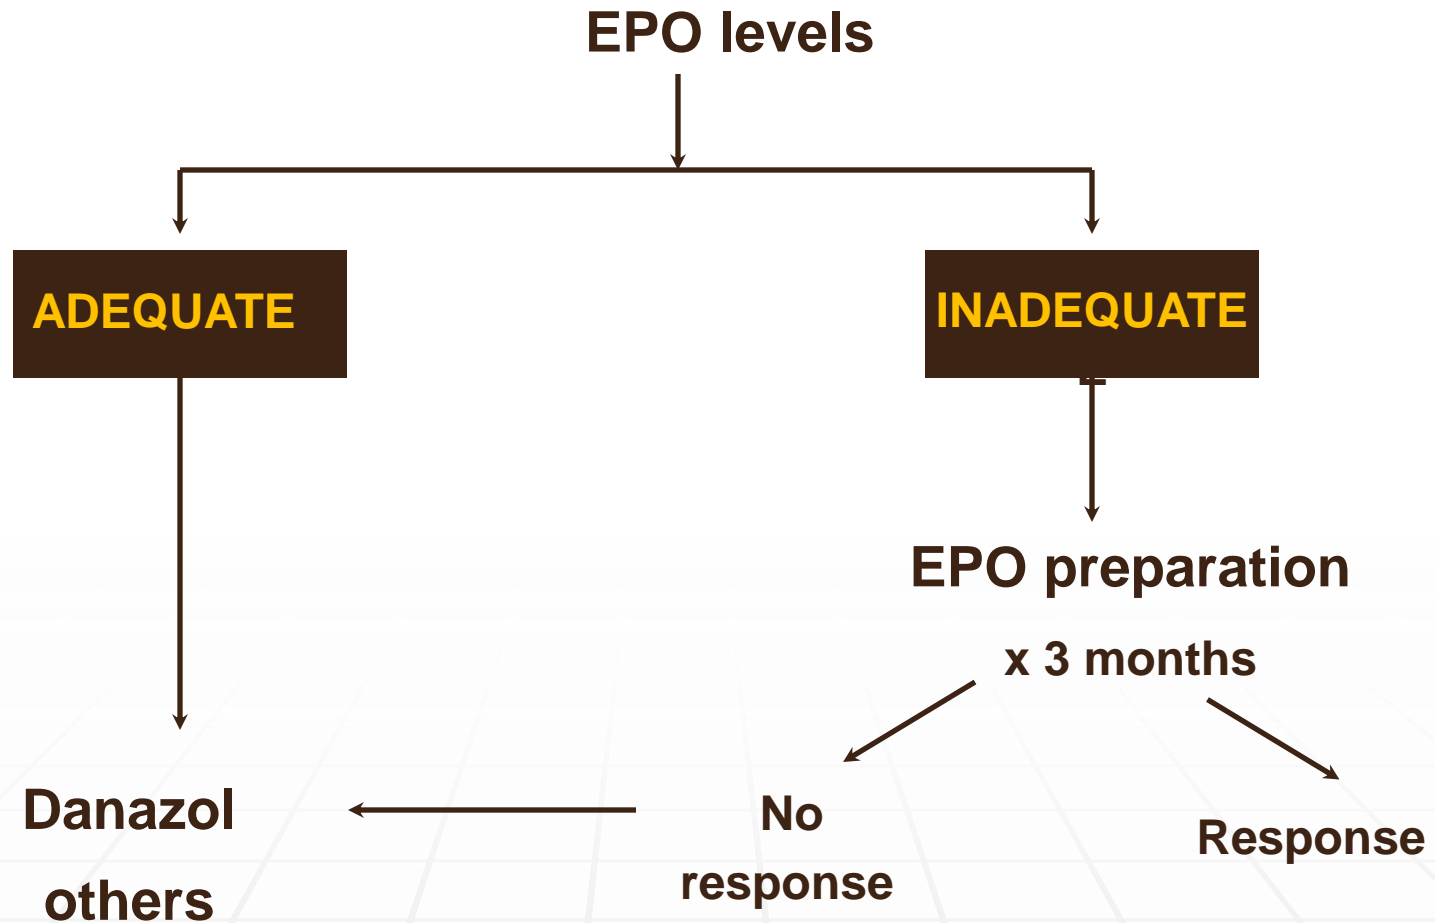 EPO levels
ADEQUATE
INADEQUATE
EPO preparation
x 3 months
Danazol
others
No
response
Response